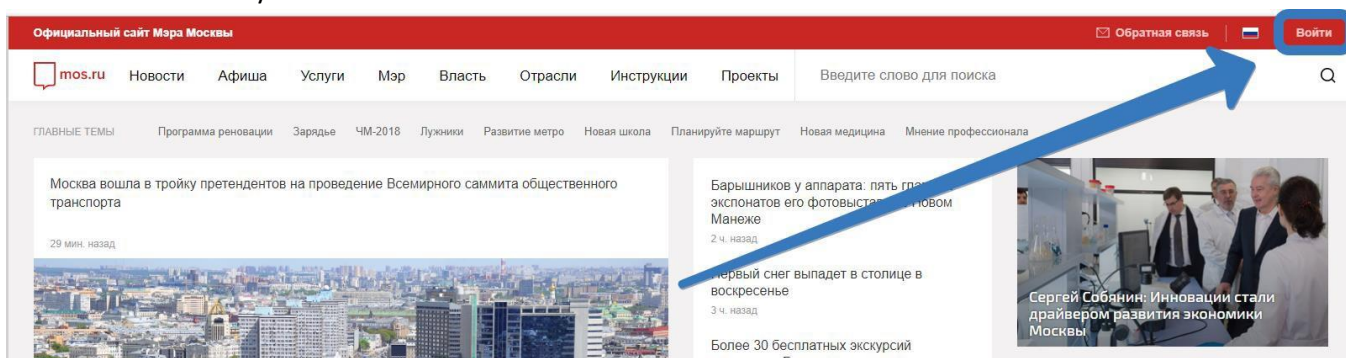 Официальный сайт Мэра Москвы
Обратная связь
Войти
mos.ru Новости Афиша Услуги Мэр Власть Отрасли Инструкции Проекты Введите слово для поиска
ГЛАВНЫЕ ТЕМЫ Программа реновации Зарядье ЧМ-2018 Лужники Развитие метро Новая школа Планируйте маршрут Новая медицина Мнение профессионала
Москва вошла в тройку претендентов на проведение Всемирного саммита общественного
транспорта
29 мин. назад
Барышников у аппарата: пять
экспонатов его фотовыставки Новом
Манеже
2 ч. назад
Первый снег выпадет в столице в
воскресенье
3 ч. назад
Более 30 бесплатных экскурсий
Сергей Собянин: Инновации стали
драйвером развития экономики
Москвы